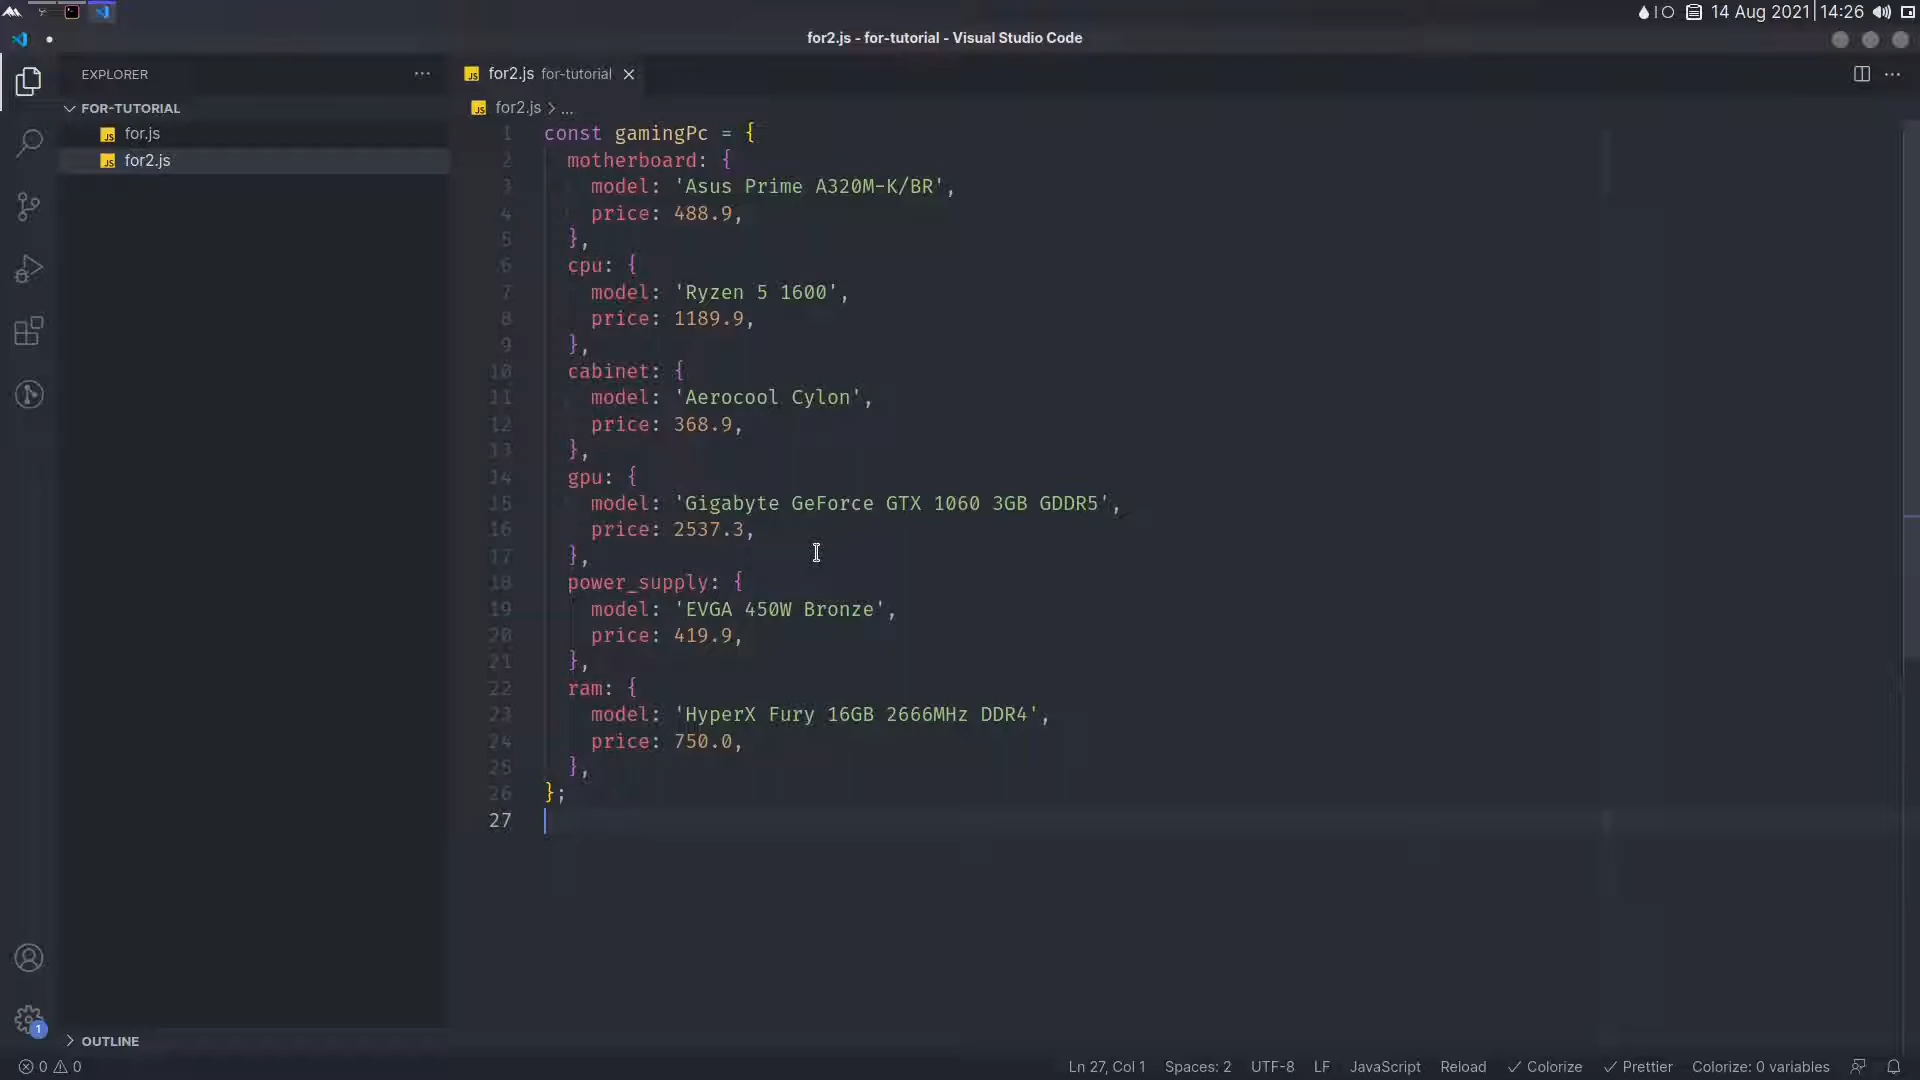 14 Aug 2021 14:26
for2.js - for-tutorial - Visual Studio Code
EXPLORER
FOR-TUTORIAL
JS for.js
JS for2.js
OUTLINE
JS for2.js for-tutorial
JS for2.js > ...
1 const gamingPc = {
2 motherboard: {
3 model: 'Asus Prime A320M-K/BR',
4 price: 488.9,
5 },
6 cpu: {
7 model: 'Ryzen 5 1600',
8 price: 1189.9,
9 },
10 cabinet: {
11 model: 'Aerocool Cylon',
12 price: 368.9,
13 },
14 gpu: {
15 model: 'Gigabyte GeForce GTX 1060 3GB GDDR5',
16 price: 2537.3,
17 },
18 power_supply: {
19 model: 'EVGA 450W Bronze',
20 price: 419.9,
21 },
22 ram: {
23 model: 'HyperX Fury 16GB 2666MHz DDR4',
24 price: 750.0,
25 },
26 };
27
1
0 0 Ln 27, Col 1 Spaces: 2 UTF-8 LF JavaScript Reload ✓ Colorize ✓ Prettier Colorize: 0 variables